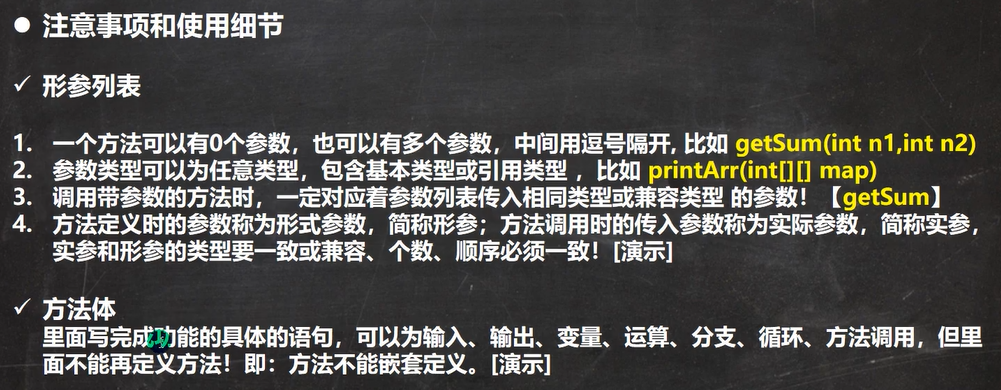 ● 注意事项和使用细节
✓ 形参列表
1. 一个方法可以有0个参数，也可以有多个参数，中间用逗号隔开, 比如 getSum(int n1,int n2)
2. 参数类型可以为任意类型，包含基本类型或引用类型 ，比如 printArr(int[][] map)
3. 调用带参数的方法时，一定对应着参数列表传入相同类型或兼容类型 的参数！【getSum】
4. 方法定义时的参数称为形式参数，简称形参；方法调用时的传入参数称为实际参数，简称实参，
实参和形参的类型要一致或兼容、个数、顺序必须一致！[演示]
✓ 方法体
里面写完成功能的具体的语句，可以为输入、输出、变量、运算、分支、循环、方法调用，但里
面不能再定义方法！即：方法不能嵌套定义。[演示]